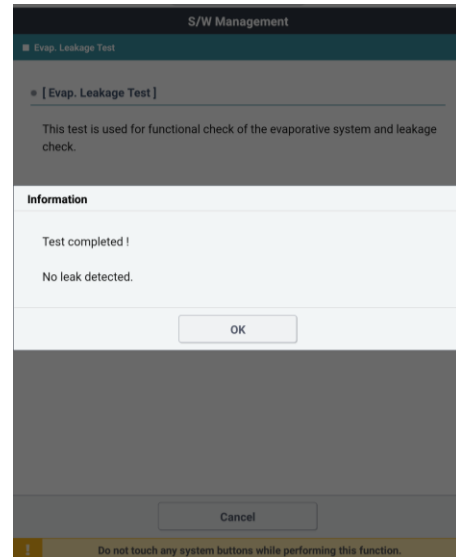 S/W Management
Evap. Leakage Test
[ Evap. Leakage Test ]
This test is used for functional check of the evaporative system and leakage
check.
Information
Test completed !
No leak detected.
OK
Cancel
! Do not touch any system buttons while performing this function.